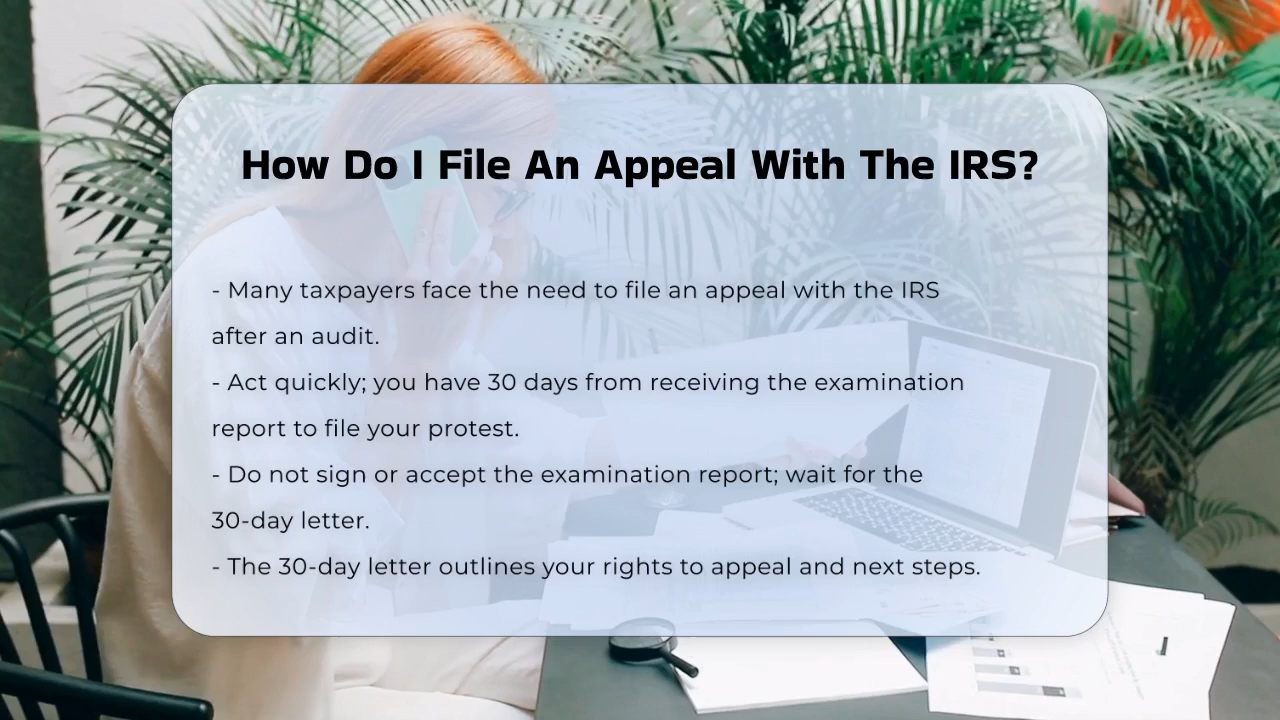 How Do I File An Appeal With The IRS?
- Many taxpayers face the need to file an appeal with the IRS
after an audit.
- Act quickly; you have 30 days from receiving the examination
report to file your protest.
- Do not sign or accept the examination report; wait for the
30-day letter.
- The 30-day letter outlines your rights to appeal and next steps.